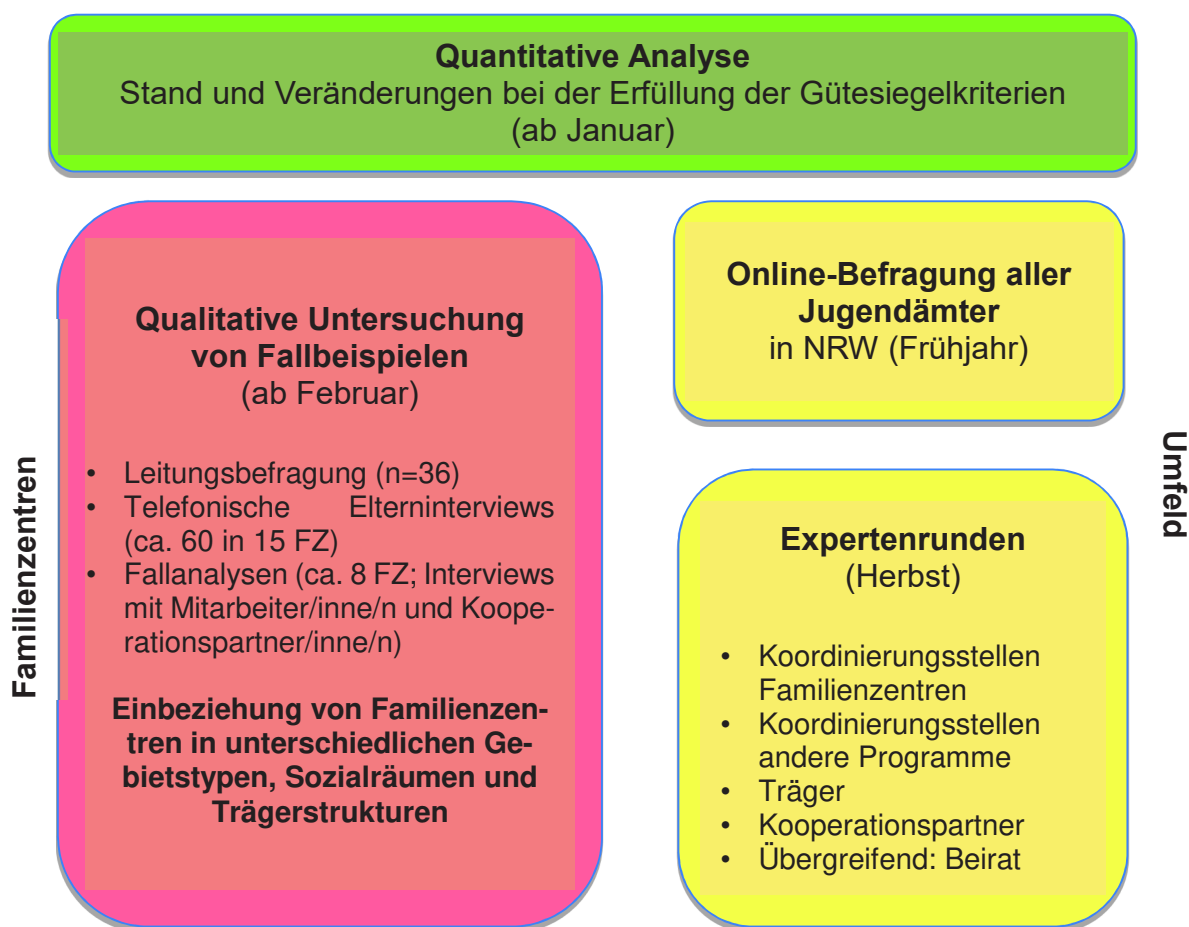 Quantitative Analyse
Stand und Veränderungen bei der Erfüllung der Gütesiegelkriterien
(ab Januar)
Familienzentren
Qualitative Untersuchung
von Fallbeispielen
(ab Februar)
• Leitungsbefragung (n=36)
• Telefonische Elterninterviews
(ca. 60 in 15 FZ)
• Fallanalysen (ca. 8 FZ; Interviews
mit Mitarbeiter/inne/n und Koope-
rationspartner/inne/n)
Einbeziehung von Familienzen-
tren in unterschiedlichen Ge-
bietstypen, Sozialräumen und
Trägerstrukturen
Online-Befragung aller
Jugendämter
in NRW (Frühjahr)
Expertenrunden
(Herbst)
• Koordinierungsstellen
Familienzentren
• Koordinierungsstellen
andere Programme
• Träger
• Kooperationspartner
• Übergreifend: Beirat
Umfeld